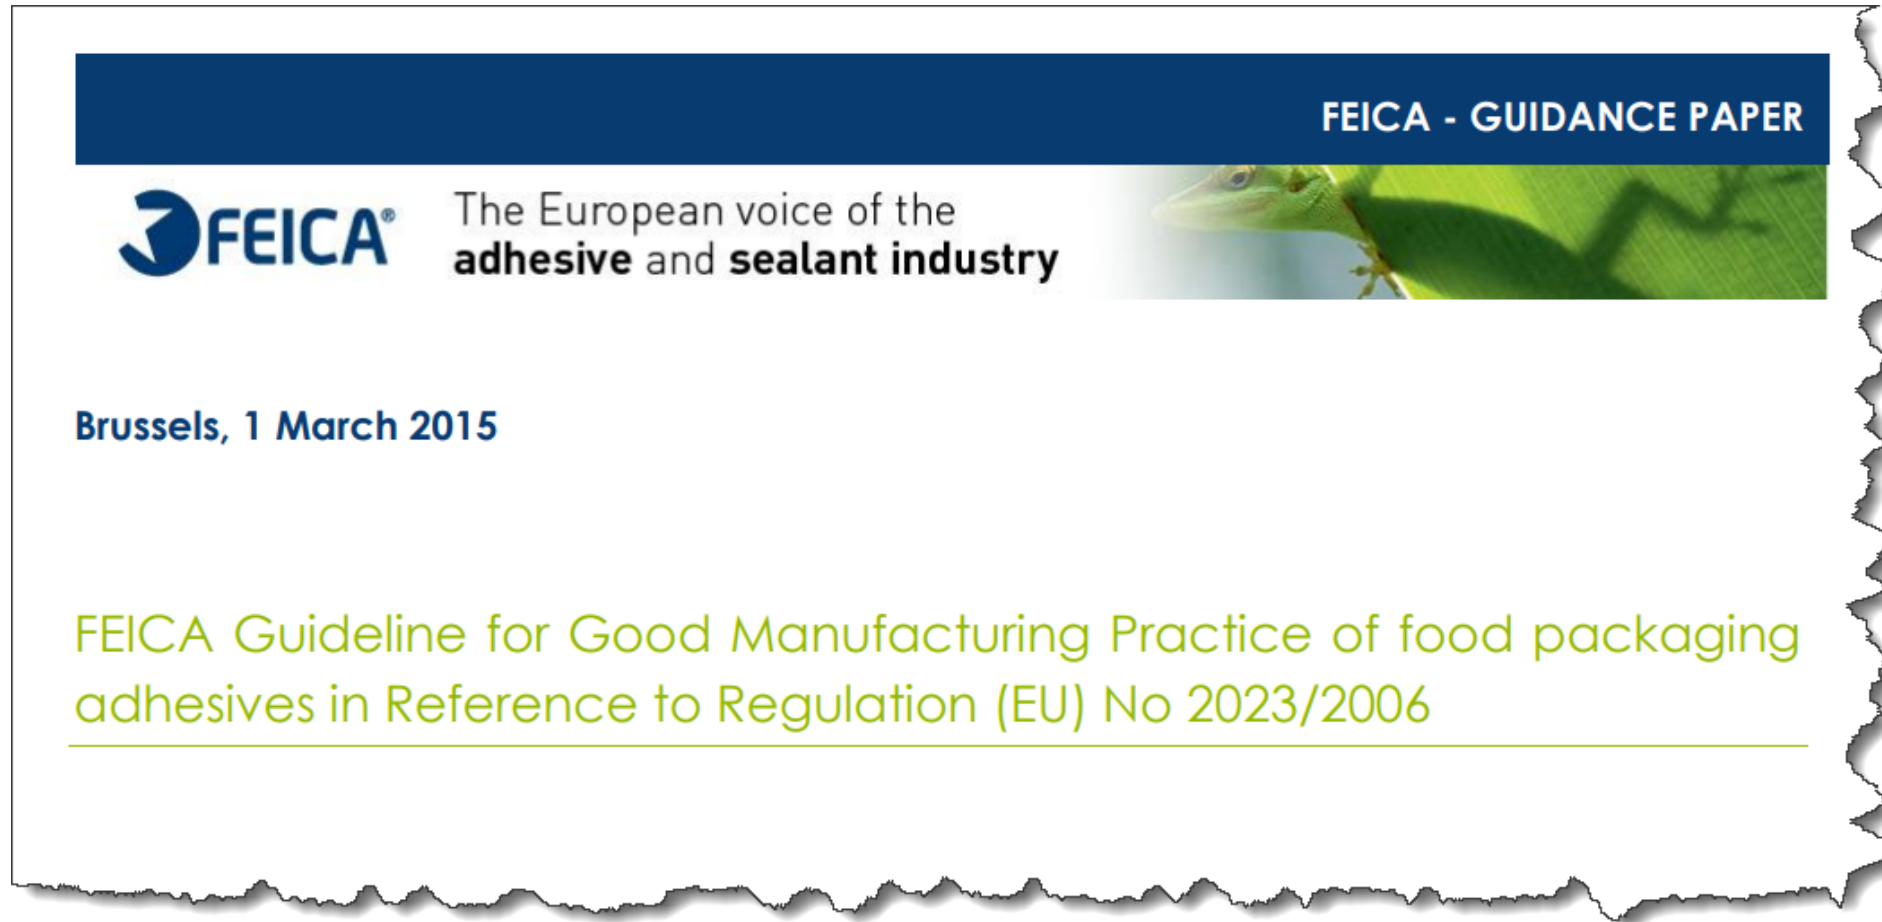 FEICA - GUIDANCE PAPER
FEICA®
The European voice of the
adhesive and sealant industry
Brussels, 1 March 2015
FEICA Guideline for Good Manufacturing Practice of food packaging
adhesives in Reference to Regulation (EU) No 2023/2006